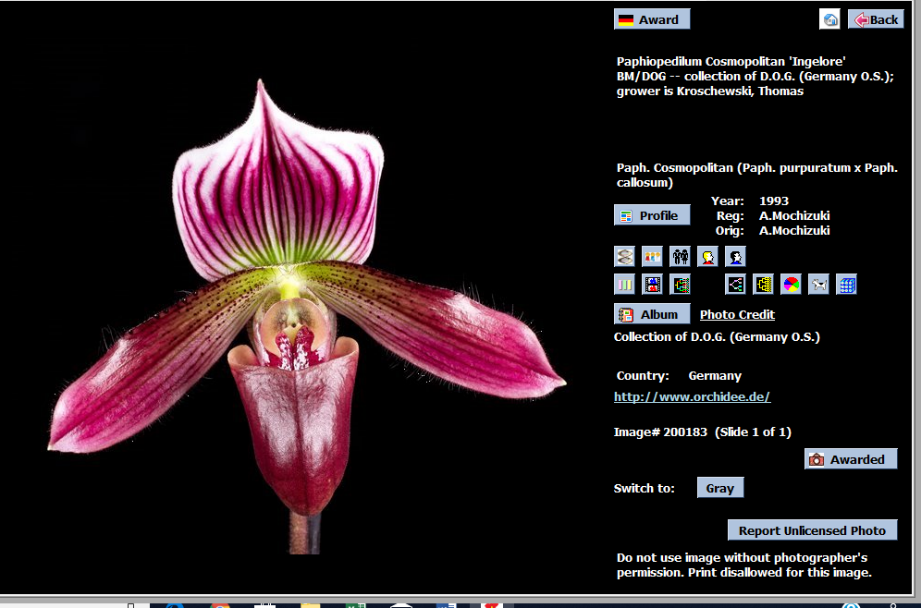 Award
Back
Paphiopedilum Cosmopolitan 'Ingelore'
BM/DOG -- collection of D.O.G. (Germany O.S.);
grower is Kroschewski, Thomas
Paph. Cosmopolitan (Paph. purpuratum x Paph.
callosum)
Year: 1993
Profile Reg: A.Mochizuki
Orig: A.Mochizuki
Album Photo Credit
Collection of D.O.G. (Germany O.S.)
Country: Germany
http://www.orchidee.de/
Image# 200183 (Slide 1 of 1)
Awarded
Switch to: Gray
Report Unlicensed Photo
Do not use image without photographer's
permission. Print disallowed for this image.